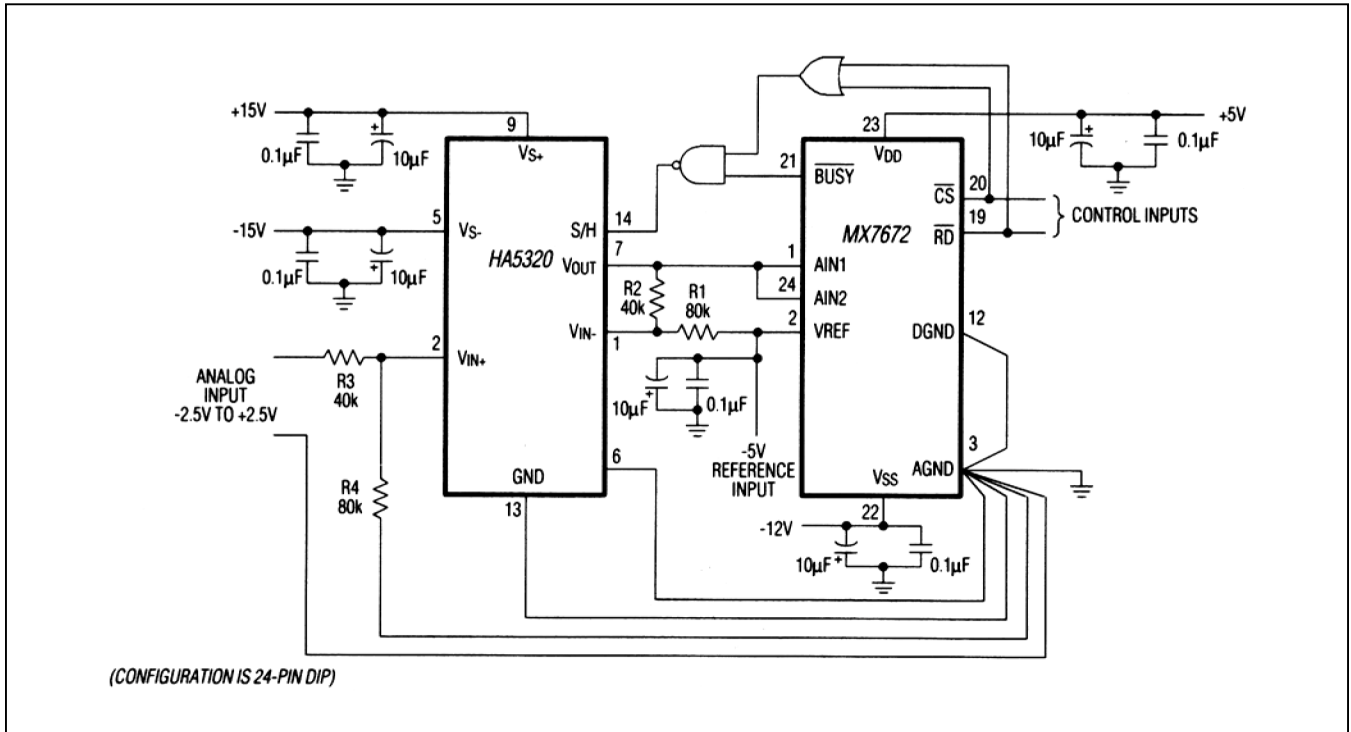 +15V
9
VS+
0.1µF
10µF
+
-15V
5
VS-
0.1µF
10µF
+
HA5320
14
S/H
7
VOUT
R2
40k
R1
80k
VIN-
1
2
VIN+
R3
40k
ANALOG
INPUT
-2.5V TO +2.5V
R4
80k
GND
13
6
10µF
+
0.1µF
-5V
REFERENCE
INPUT
23
VDD
21
BUSY
MX7672
1
AIN1
24
AIN2
2
VREF
20
CS
19
RD
CONTROL INPUTS
+5V
10µF
+
0.1µF
DGND
12
3
AGND
VSS
22
-12V
10µF
+
0.1µF
(CONFIGURATION IS 24-PIN DIP)